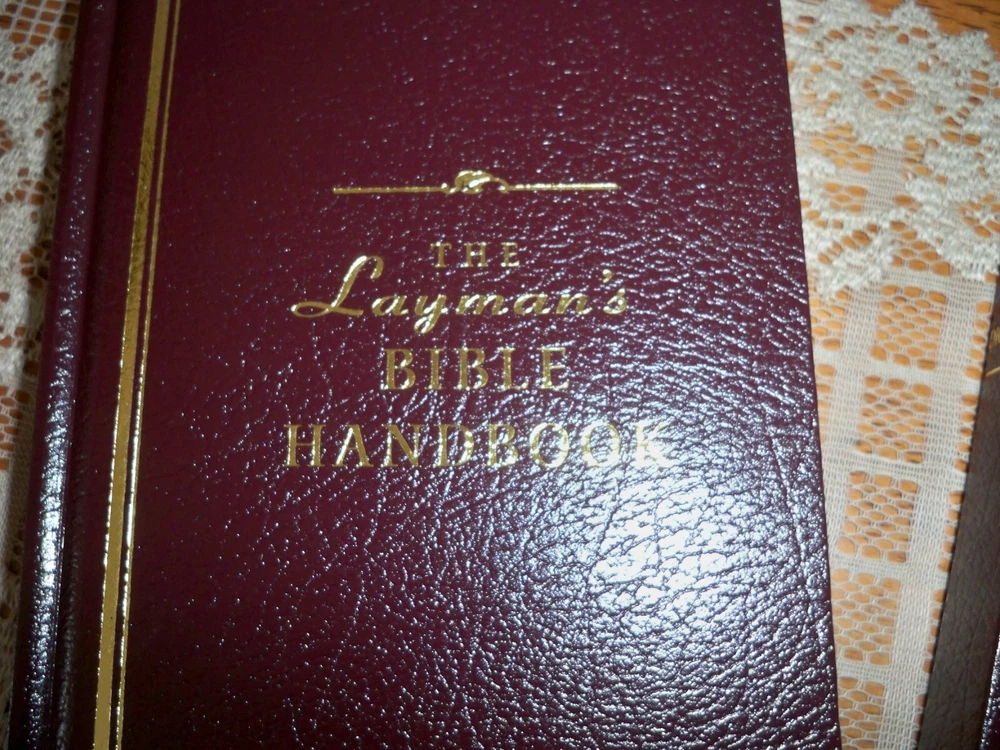 THE
Layman's
BIBLE
HANDBOOK